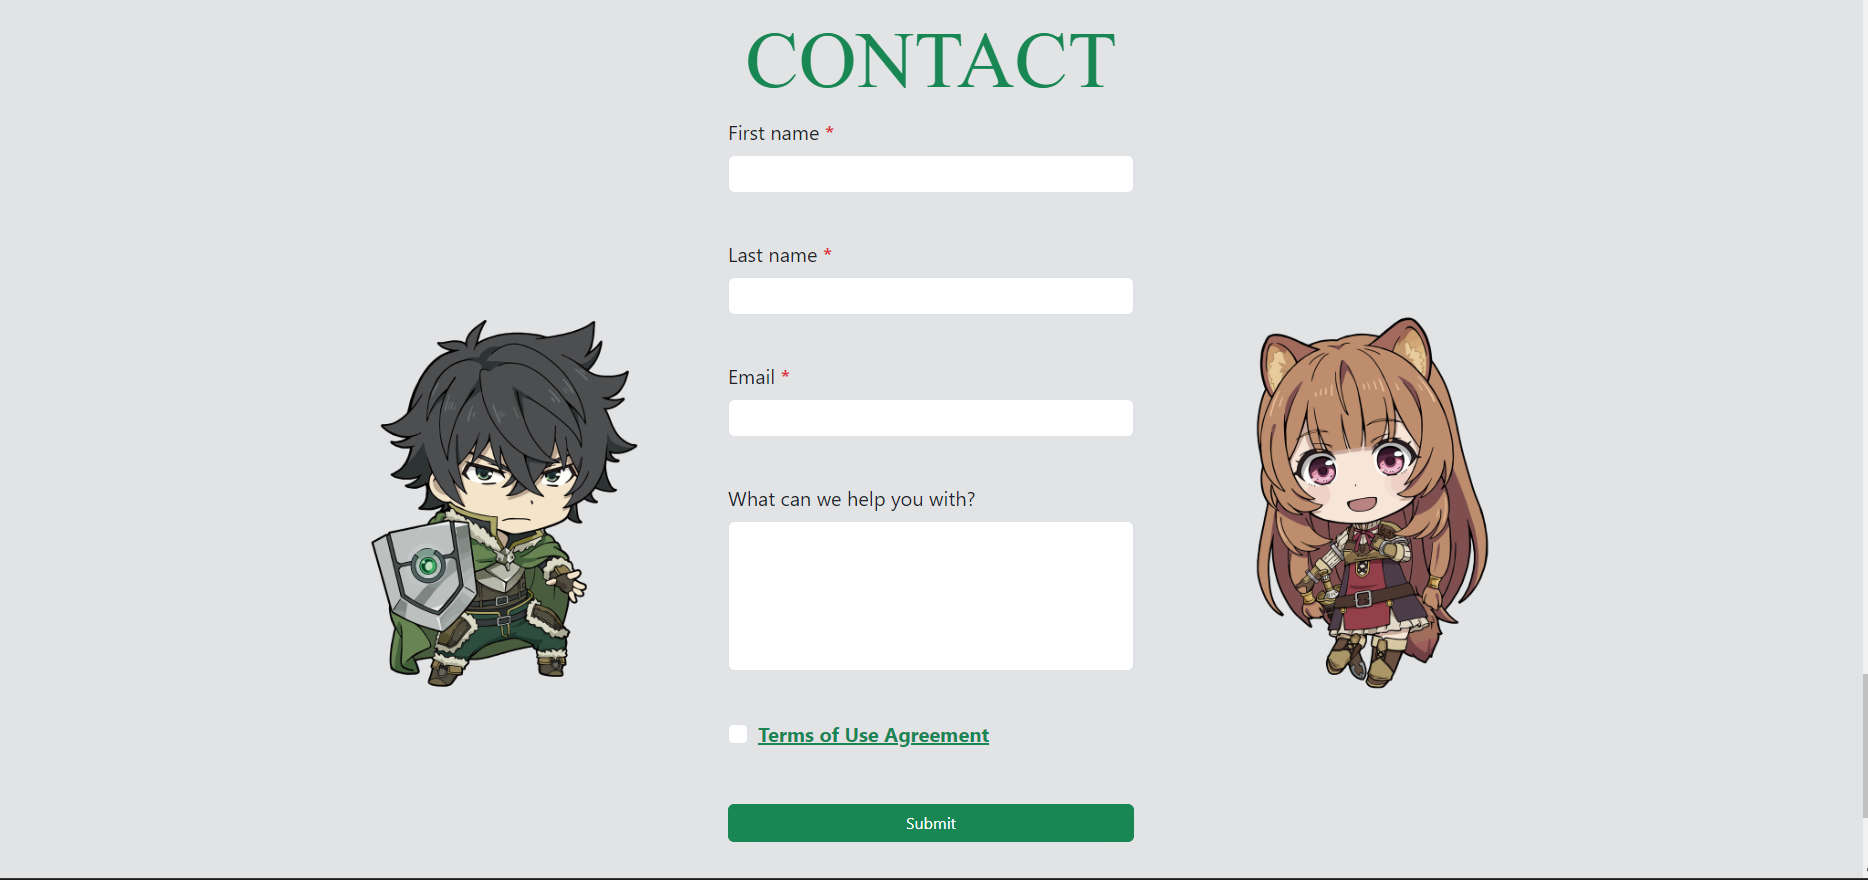 CONTACT
First name *
Last name *
Email *
What can we help you with?
Terms of Use Agreement
Submit